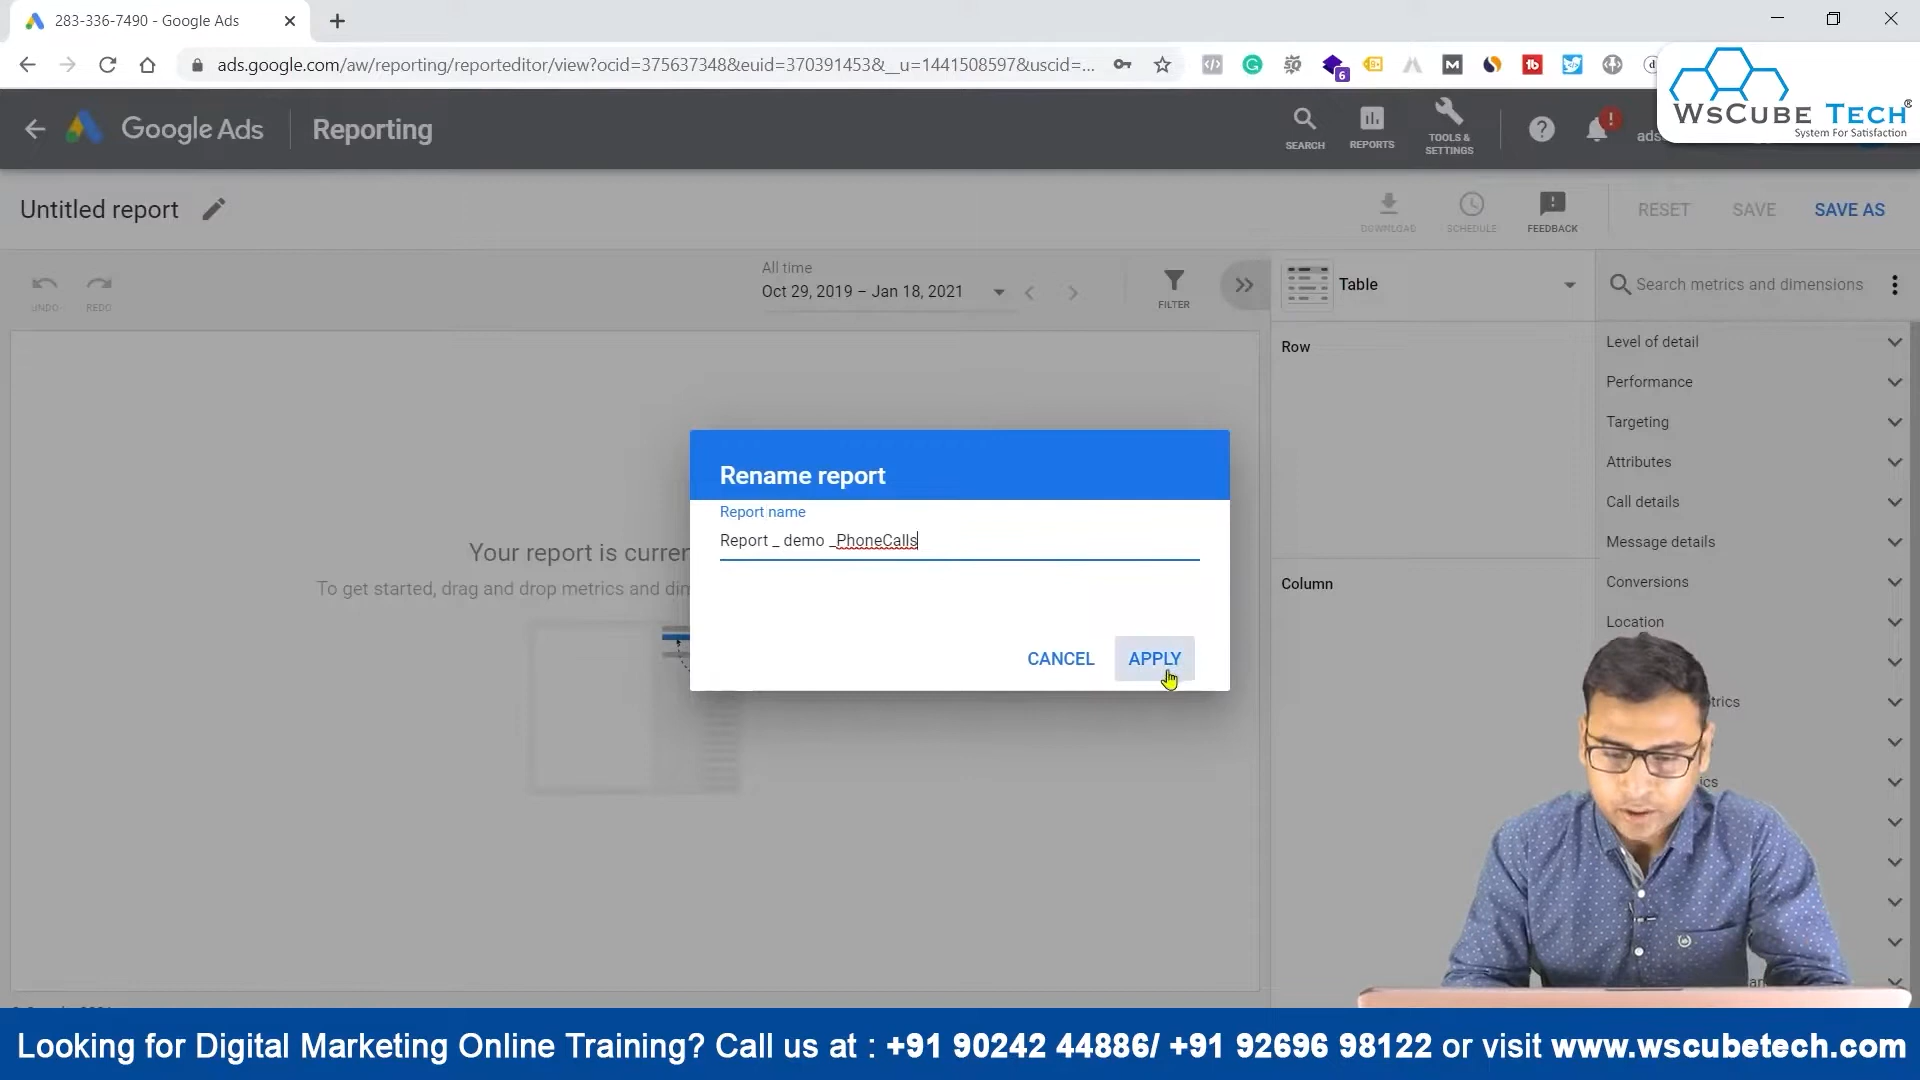 283-336-7490 - Google Ads
ads.google.com/aw/reporting/reporteditor/view?ocid=375637348&euid=370391453&__u=1441508597&uscid=...
6
WsCube Tech®
System For Satisfaction
Google Ads
Reporting
SEARCH
REPORTS
TOOLS &
SETTINGS
ads
Untitled report
DOWNLOAD
SCHEDULE
FEEDBACK
RESET
SAVE
SAVE AS
UNDO
REDO
All time
Oct 29, 2019 – Jan 18, 2021
FILTER
Table
Search metrics and dimensions
Row
Column
Level of detail
Performance
Targeting
Attributes
Call details
Message details
Conversions
Location
Your report is curre
To get started, drag and drop metrics and dim
Rename report
Report name
Report _ demo _PhoneCalls
CANCEL
APPLY
Looking for Digital Marketing Online Training? Call us at : +91 90242 44886/ +91 92696 98122 or visit www.wscubetech.com